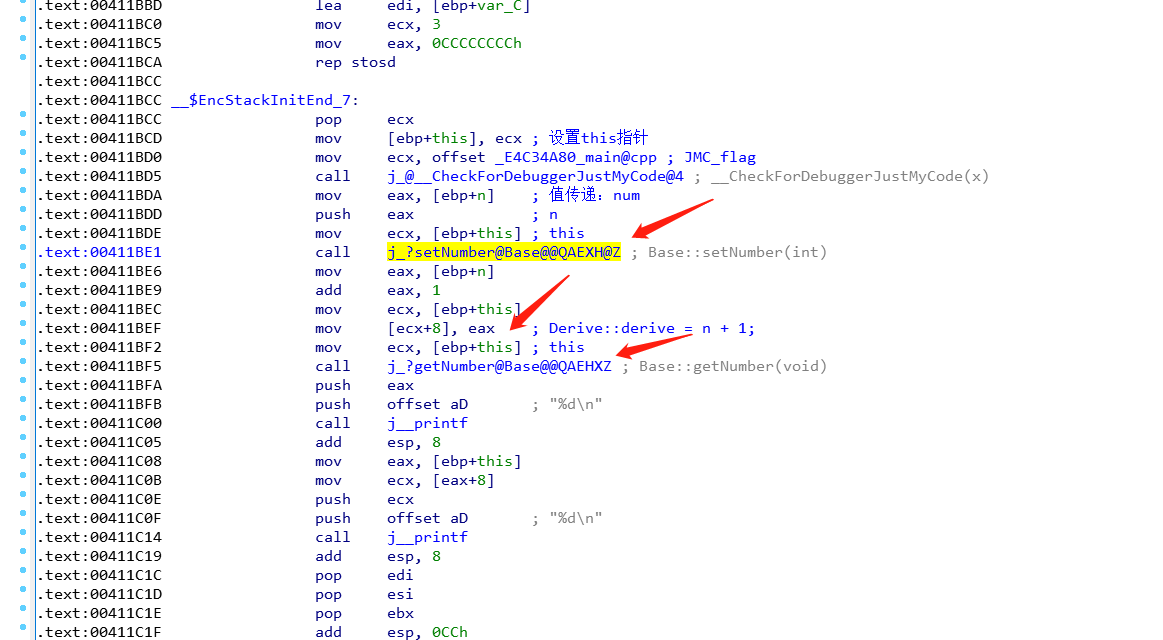 .text:00411BBD lea edi, [ebp+var_C]
.text:00411BC0 mov ecx, 3
.text:00411BC5 mov eax, 0CCCCCCCCh
.text:00411BCA rep stosd
.text:00411BCC
.text:00411BCC __$EncStackInitEnd_7:
.text:00411BCC pop ecx
.text:00411BCD mov [ebp+this], ecx ; 设置this指针
.text:00411BD0 mov ecx, offset _E4C34A80_main@cpp ; JMC_flag
.text:00411BD5 call j_@__CheckForDebuggerJustMyCode@4 ; __CheckForDebuggerJustMyCode(x)
.text:00411BDA mov eax, [ebp+n] ; 值传递：num
.text:00411BDD push eax ; n
.text:00411BDE mov ecx, [ebp+this] ; this
.text:00411BE1 call j_?setNumber@Base@@QAEXH@Z ; Base::setNumber(int)
.text:00411BE6 mov eax, [ebp+n]
.text:00411BE9 add eax, 1
.text:00411BEC mov ecx, [ebp+this]
.text:00411BEF mov [ecx+8], eax ; Derive::derive = n + 1;
.text:00411BF2 mov ecx, [ebp+this] ; this
.text:00411BF5 call j_?getNumber@Base@@QAEHXZ ; Base::getNumber(void)
.text:00411BFA push eax
.text:00411BFB push offset aD ; "%d\n"
.text:00411C00 call j__printf
.text:00411C05 add esp, 8
.text:00411C08 mov eax, [ebp+this]
.text:00411C0B mov ecx, [eax+8]
.text:00411C0E push ecx
.text:00411C0F push offset aD ; "%d\n"
.text:00411C14 call j__printf
.text:00411C19 add esp, 8
.text:00411C1C pop edi
.text:00411C1D pop esi
.text:00411C1E pop ebx
.text:00411C1F add esp, 0CCh